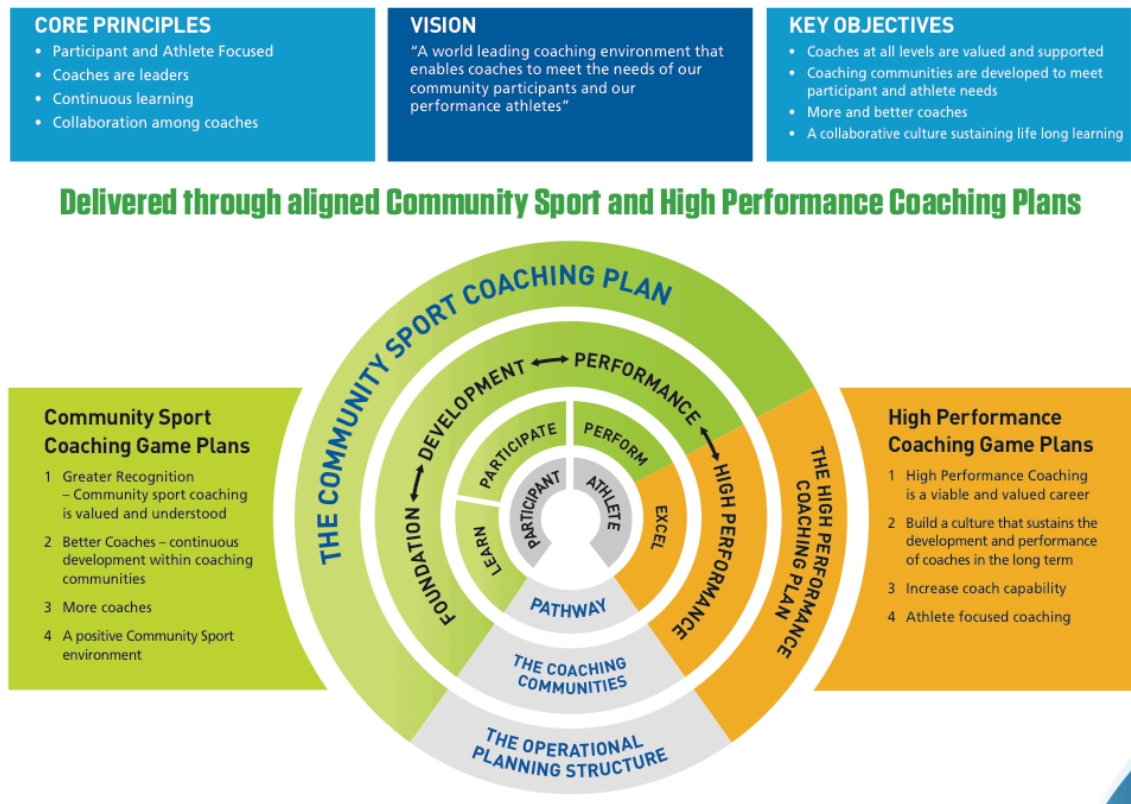 CORE PRINCIPLES
• Participant and Athlete Focused
• Coaches are leaders
• Continuous learning
• Collaboration among coaches
VISION
“A world leading coaching environment that
enables coaches to meet the needs of our
community participants and our
performance athletes”
KEY OBJECTIVES
• Coaches at all levels are valued and supported
• Coaching communities are developed to meet
participant and athlete needs
• More and better coaches
• A collaborative culture sustaining life long learning
Delivered through aligned Community Sport and High Performance Coaching Plans
Community Sport
Coaching Game Plans
1 Greater Recognition
– Community sport coaching
is valued and understood
2 Better Coaches – continuous
development within coaching
communities
3 More coaches
4 A positive Community Sport
environment
THE COMMUNITY SPORT COACHING PLAN
FOUNDATION
DEVELOPMENT
PERFORMANCE
HIGH PERFORMANCE
LEARN
PARTICIPATE
PERFORM
EXCEL
PARTICIPANT
ATHLETE
PATHWAY
THE COACHING
COMMUNITIES
THE OPERATIONAL
PLANNING STRUCTURE
THE HIGH PERFORMANCE
COACHING PLAN
High Performance
Coaching Game Plans
1 High Performance Coaching
is a viable and valued career
2 Build a culture that sustains the
development and performance
of coaches in the long term
3 Increase coach capability
4 Athlete focused coaching